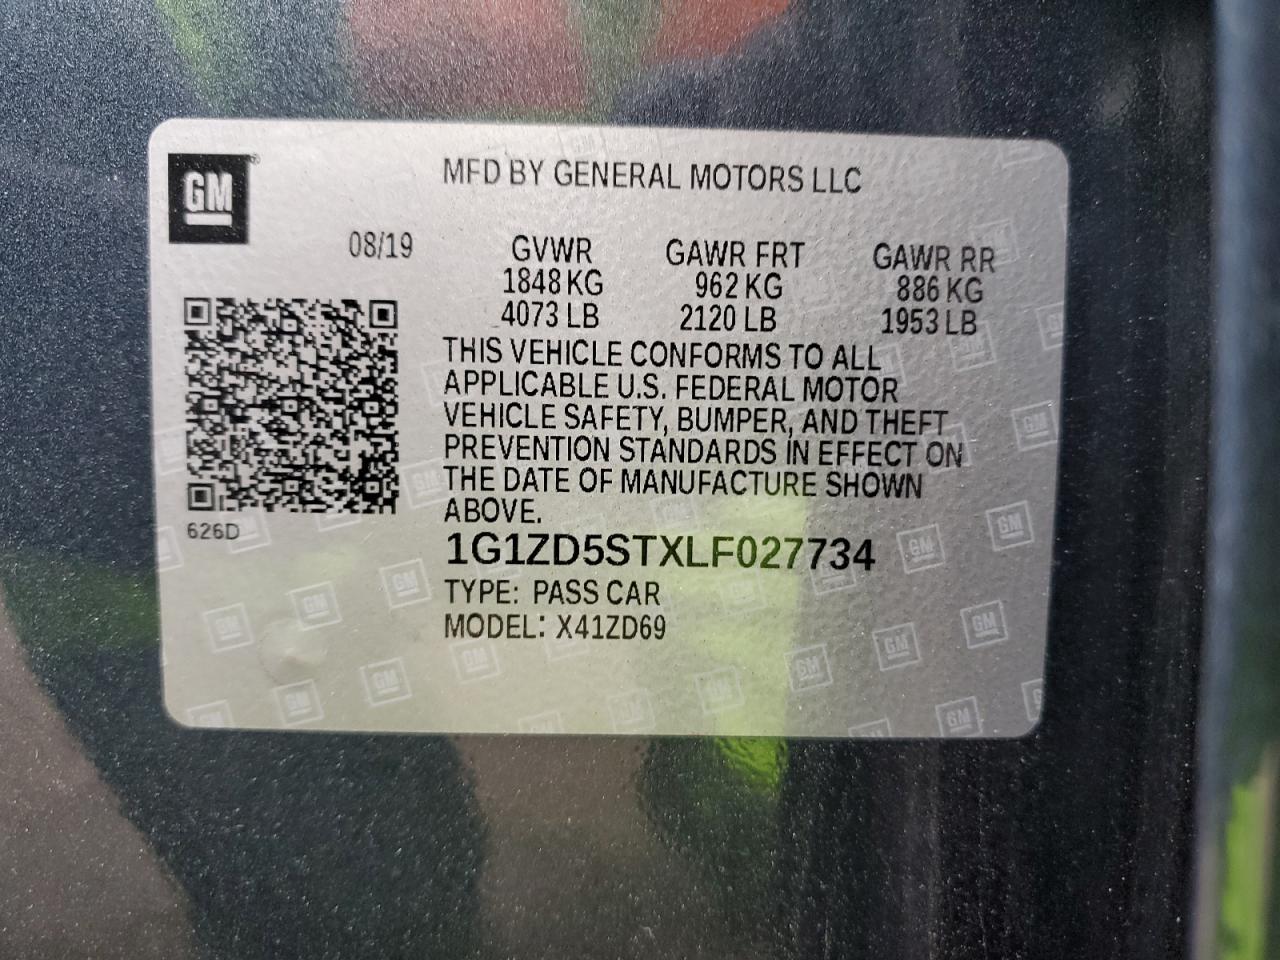 GM
MFD BY GENERAL MOTORS LLC
08/19 GVWR GAWR FRT GAWR RR
1848 KG 962 KG 886 KG
4073 LB 2120 LB 1953 LB
THIS VEHICLE CONFORMS TO ALL
APPLICABLE U.S. FEDERAL MOTOR
VEHICLE SAFETY, BUMPER, AND THEFT
PREVENTION STANDARDS IN EFFECT ON
THE DATE OF MANUFACTURE SHOWN
ABOVE.
626D
1G1ZD5STXLF027734
TYPE: PASS CAR
MODEL: X41ZD69